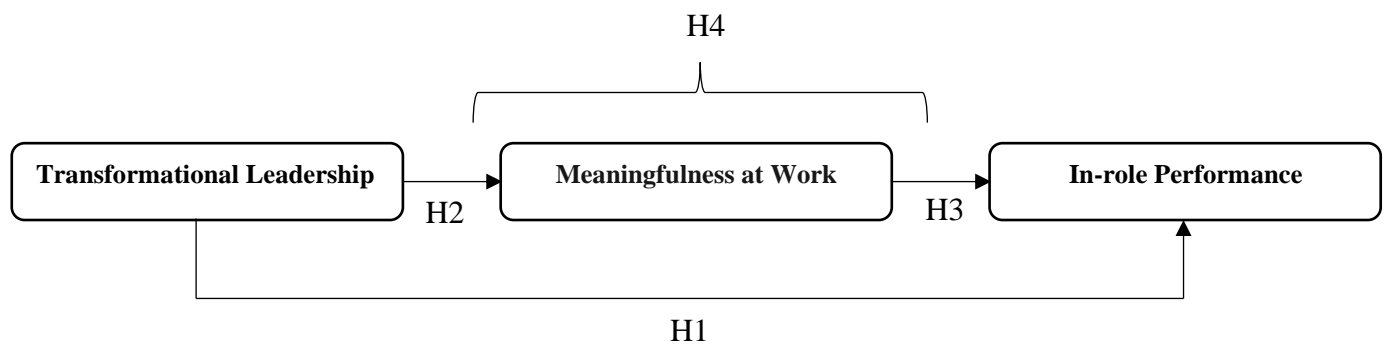 H4
Transformational Leadership
Meaningfulness at Work
In-role Performance
H2
H3
H1